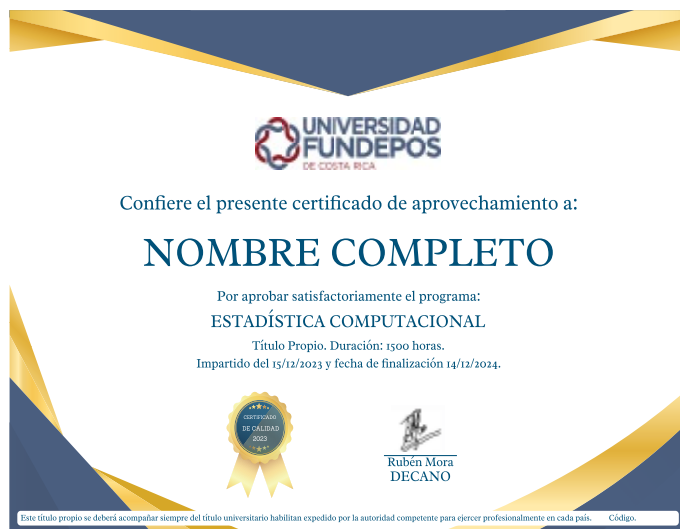 UNIVERSIDAD
FUNDEPOS
DE COSTA RICA
Confiere el presente certificado de aprovechamiento a:
NOMBRE COMPLETO
Por aprobar satisfactoriamente el programa:
ESTADÍSTICA COMPUTACIONAL
Título Propio. Duración: 1500 horas.
Impartido del 15/12/2023 y fecha de finalización 14/12/2024.
CERTIFICADO
DE CALIDAD
2023
Rubén Mora
DECANO
Este título propio se deberá acompañar siempre del título universitario habilitan expedido por la autoridad competente para ejercer profesionalmente en cada país. Código.